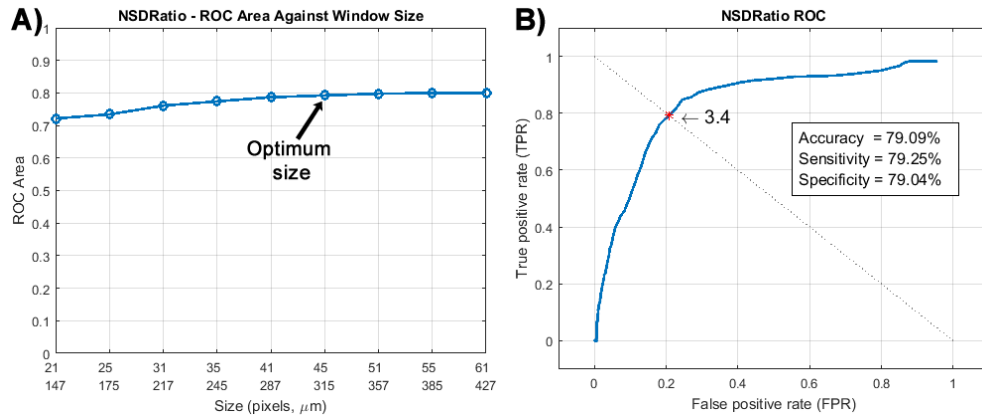 A)
NSDRatio - ROC Area Against Window Size
ROC Area
1
0.9
0.8
0.7
0.6
0.5
0.4
0.3
0.2
0.1
0
Optimum
size
21 25 31 35 41 45 51 55 61
147 175 217 245 287 315 357 385 427
Size (pixels, μm)
B)
NSDRatio ROC
True positive rate (TPR)
1
0.8
0.6
0.4
0.2
0
← 3.4
Accuracy = 79.09%
Sensitivity = 79.25%
Specificity = 79.04%
0 0.2 0.4 0.6 0.8 1
False positive rate (FPR)